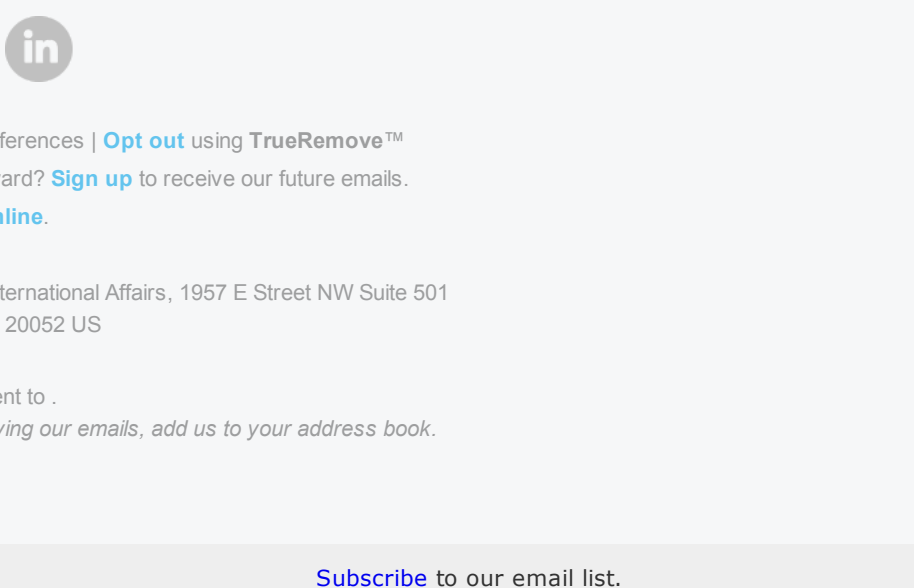 in
ferences | Opt out using TrueRemove™
ard? Sign up to receive our future emails.
line.
ternational Affairs, 1957 E Street NW Suite 501
20052 US
ent to .
ving our emails, add us to your address book.
Subscribe to our email list.